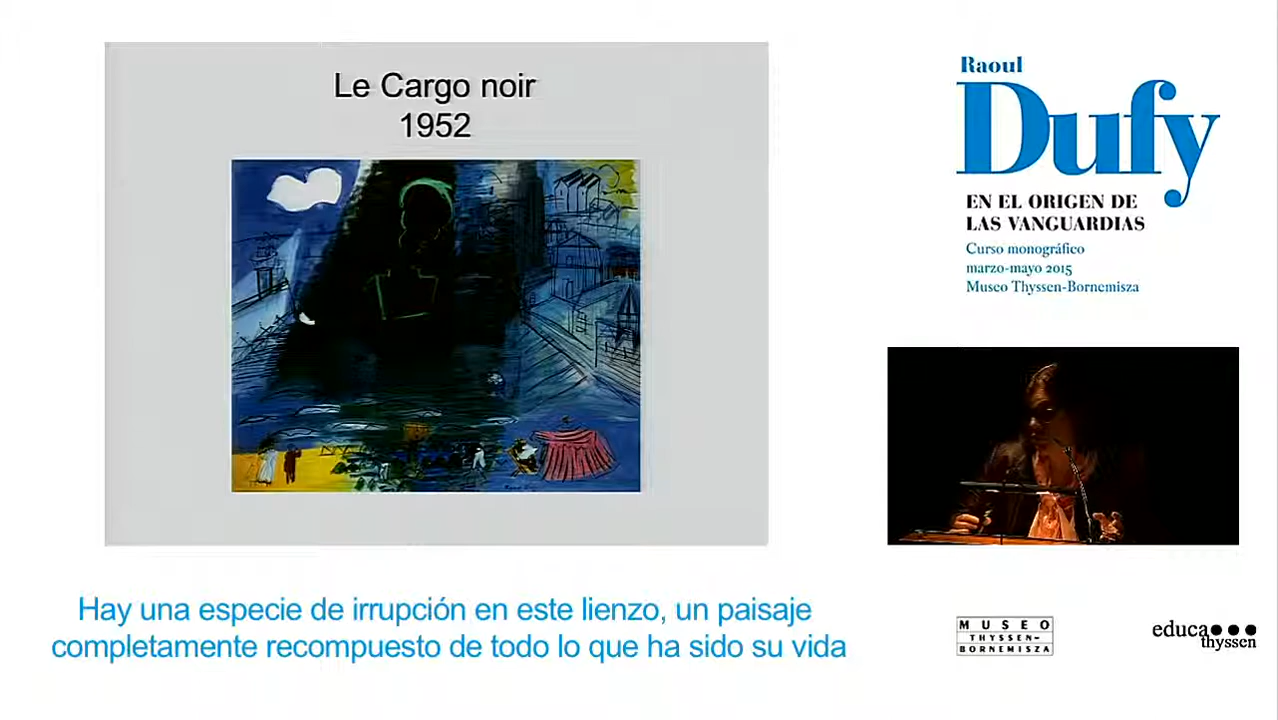 Le Cargo noir
1952
Raoul
Dufy
EN EL ORIGEN DE
LAS VANGUARDIAS
Curso monográfico
marzo-mayo 2015
Museo Thyssen-Bornemisza
Hay una especie de irrupción en este lienzo, un paisaje
completamente recompuesto de todo lo que ha sido su vida
MUSEO
THYSSEN-
BORNEMISZA
educa
thyssen